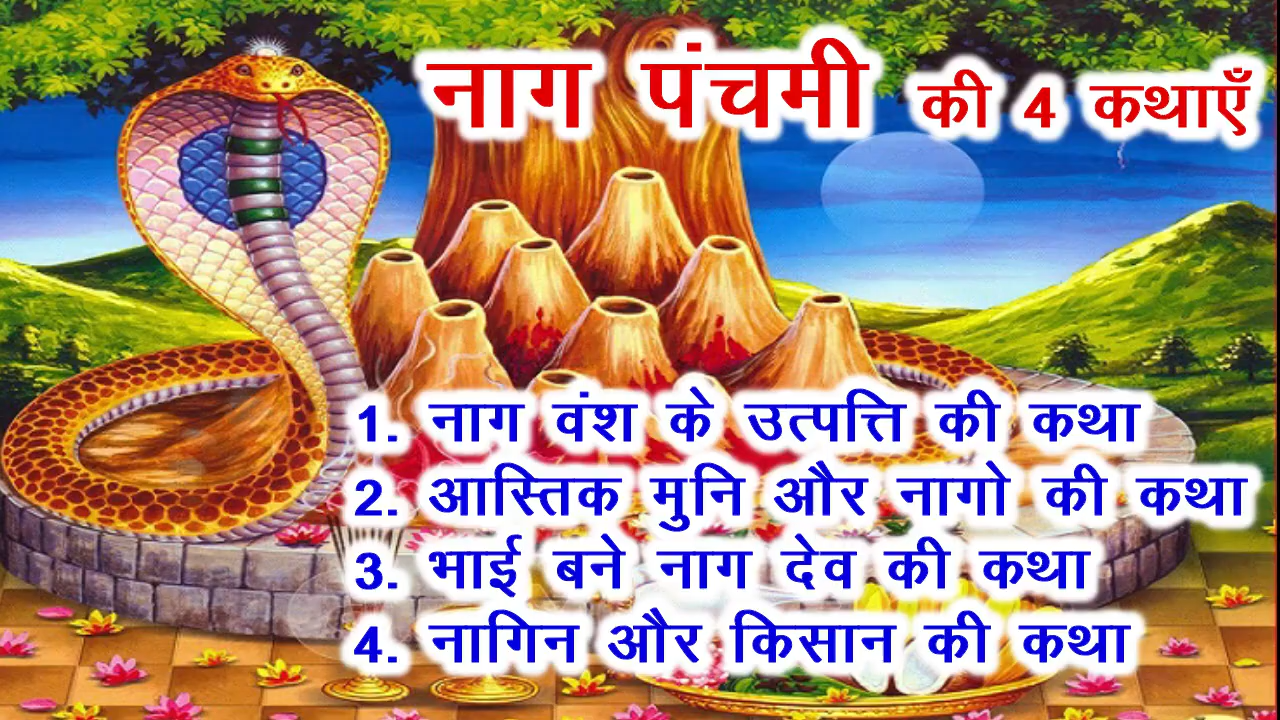 नाग पंचमी की 4 कथाएँ
1. नाग वंश के उत्पत्ति की कथा
2. आस्तिक मुनि और नागो की कथा
3. भाई बने नाग देव की कथा
4. नागिन और किसान की कथा